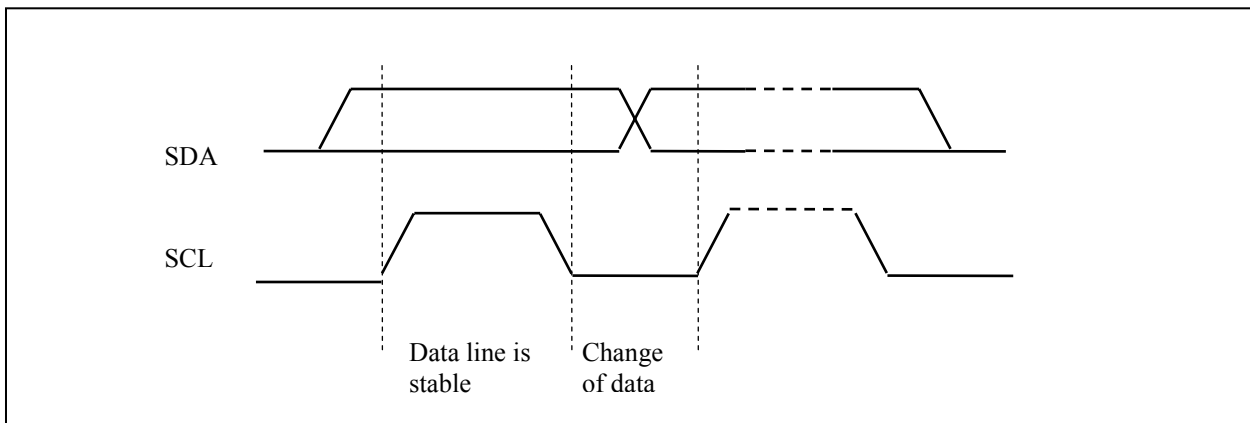 SDA
SCL
Data line is
stable
Change
of data